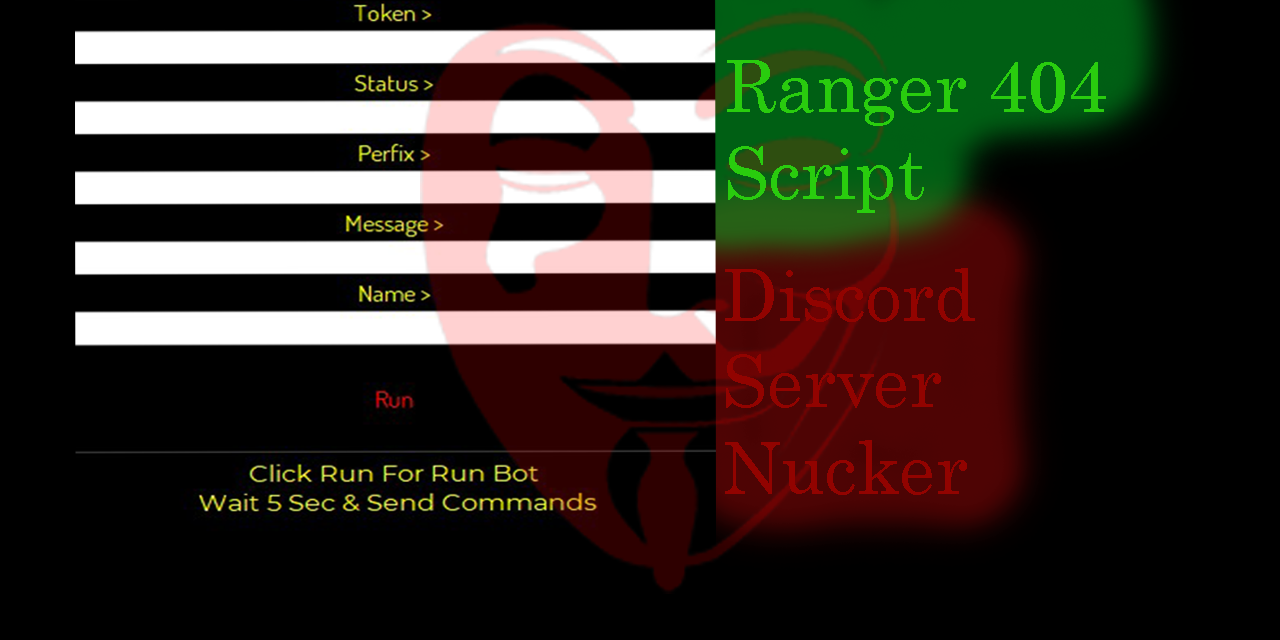 Token >
Status >
Perfix >
Message >
Name >
Run
Click Run For Run Bot
Wait 5 Sec & Send Commands
Ranger 404
Script
Discord
Server
Nucker